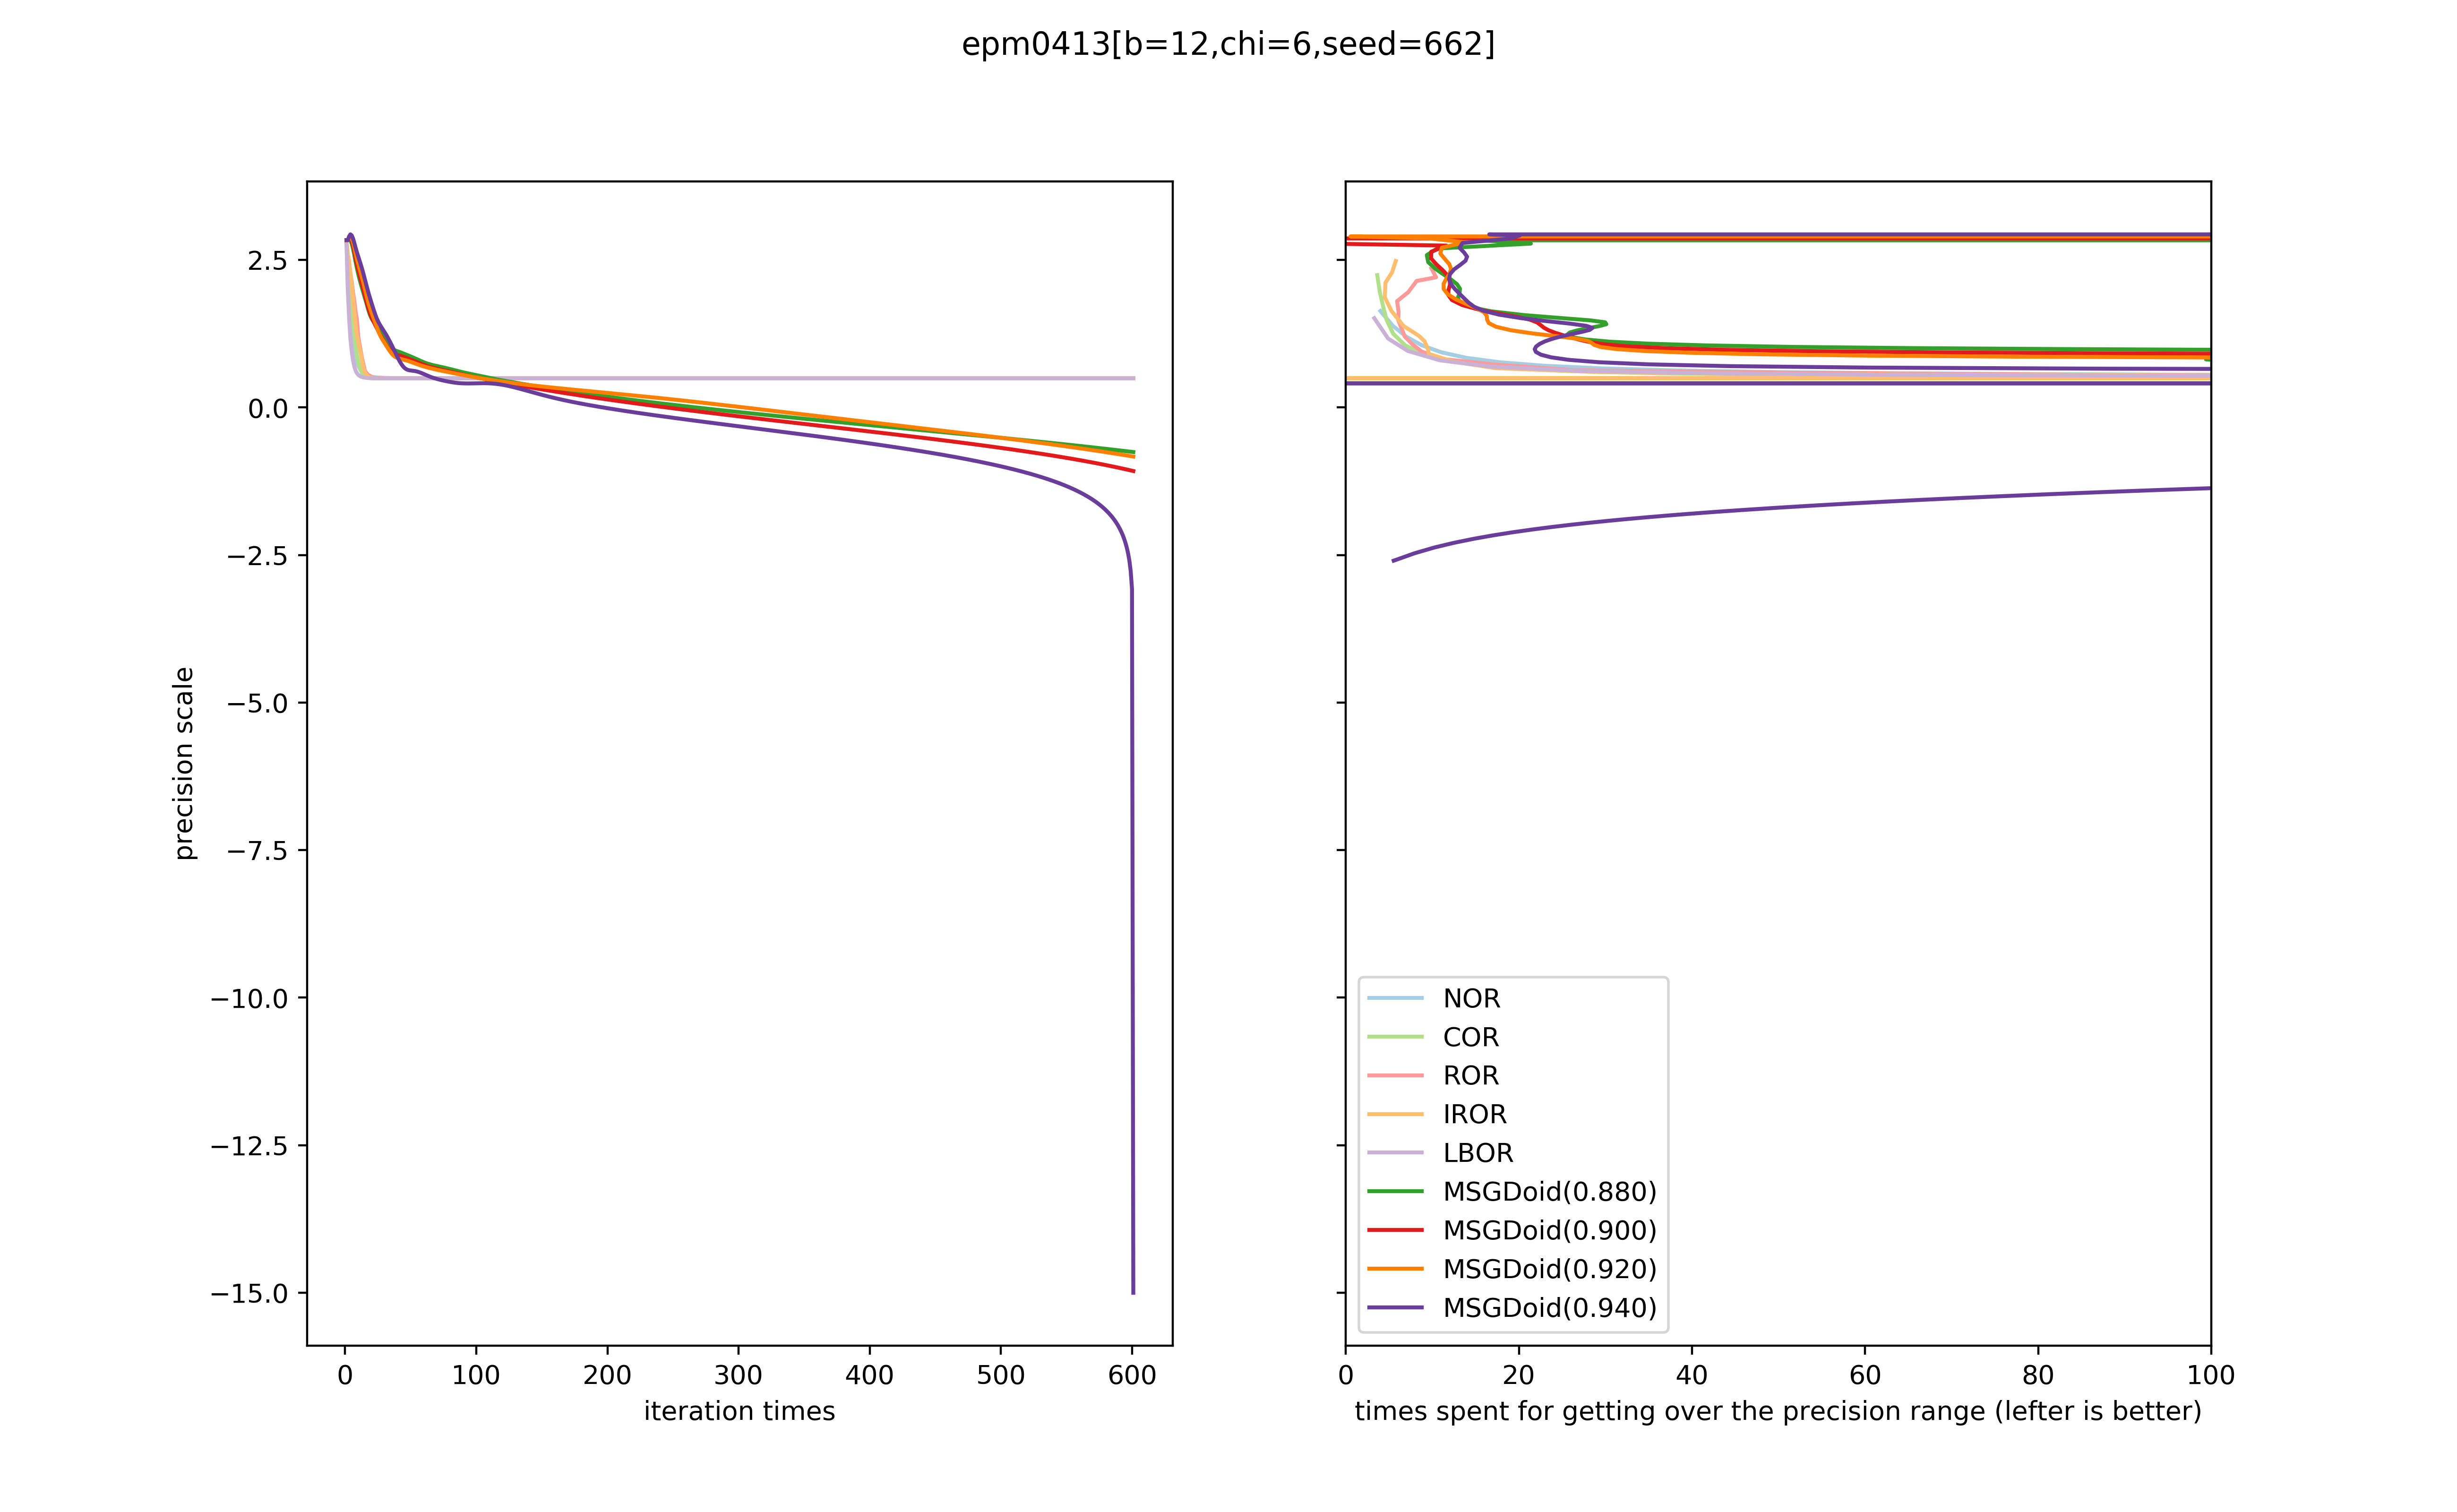 epm0413[b=12,chi=6,seed=662]
precision scale
2.5
0.0
−2.5
−5.0
−7.5
−10.0
−12.5
−15.0
0 100 200 300 400 500 600
iteration times
NOR
COR
ROR
IROR
LBOR
MSGDoid(0.880)
MSGDoid(0.900)
MSGDoid(0.920)
MSGDoid(0.940)
0 20 40 60 80 100
times spent for getting over the precision range (lefter is better)